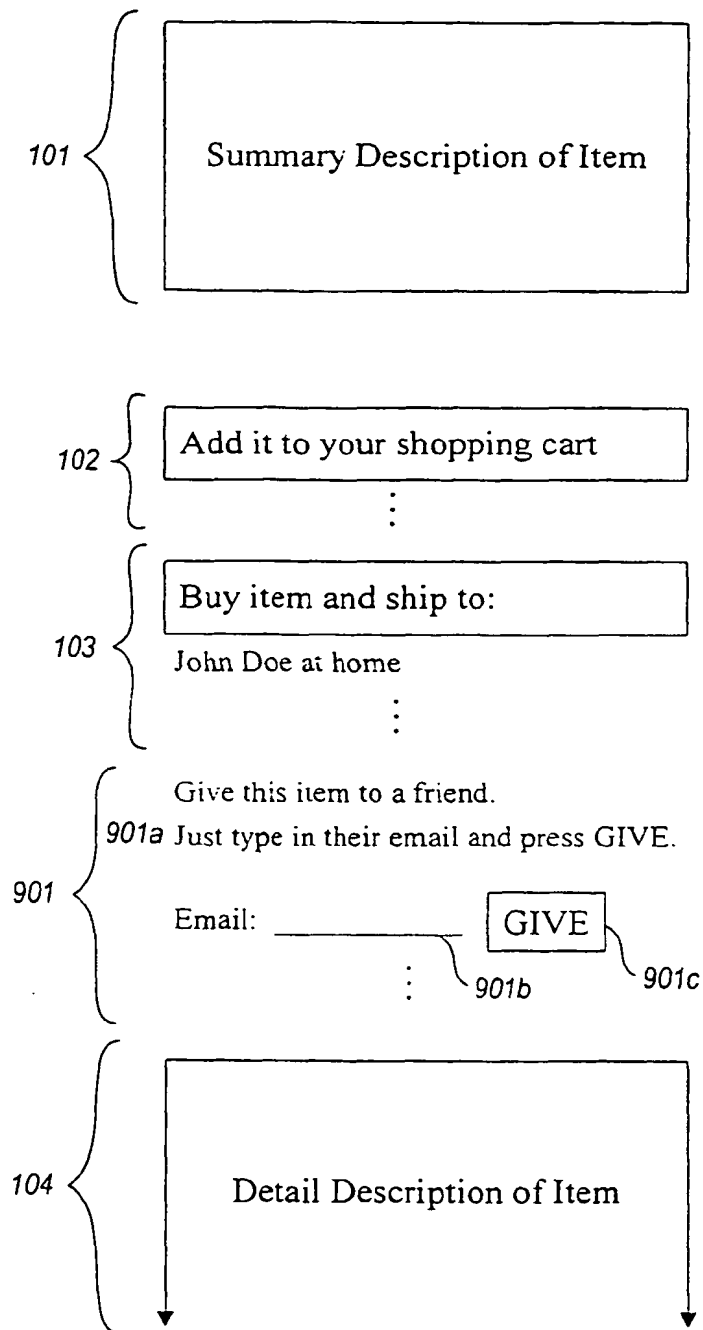 101
Summary Description of Item
102
Add it to your shopping cart
103
Buy item and ship to:
John Doe at home
901
Give this item to a friend.
901a Just type in their email and press GIVE.
Email: GIVE
901b
901c
104
Detail Description of Item